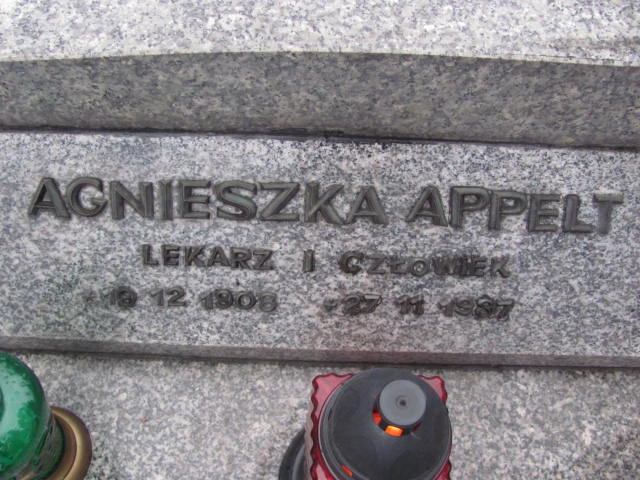 AGNIESZKA APPELT
LEKARZ I CZŁOWIEK
* 19 12 1908 + 27 11 1987